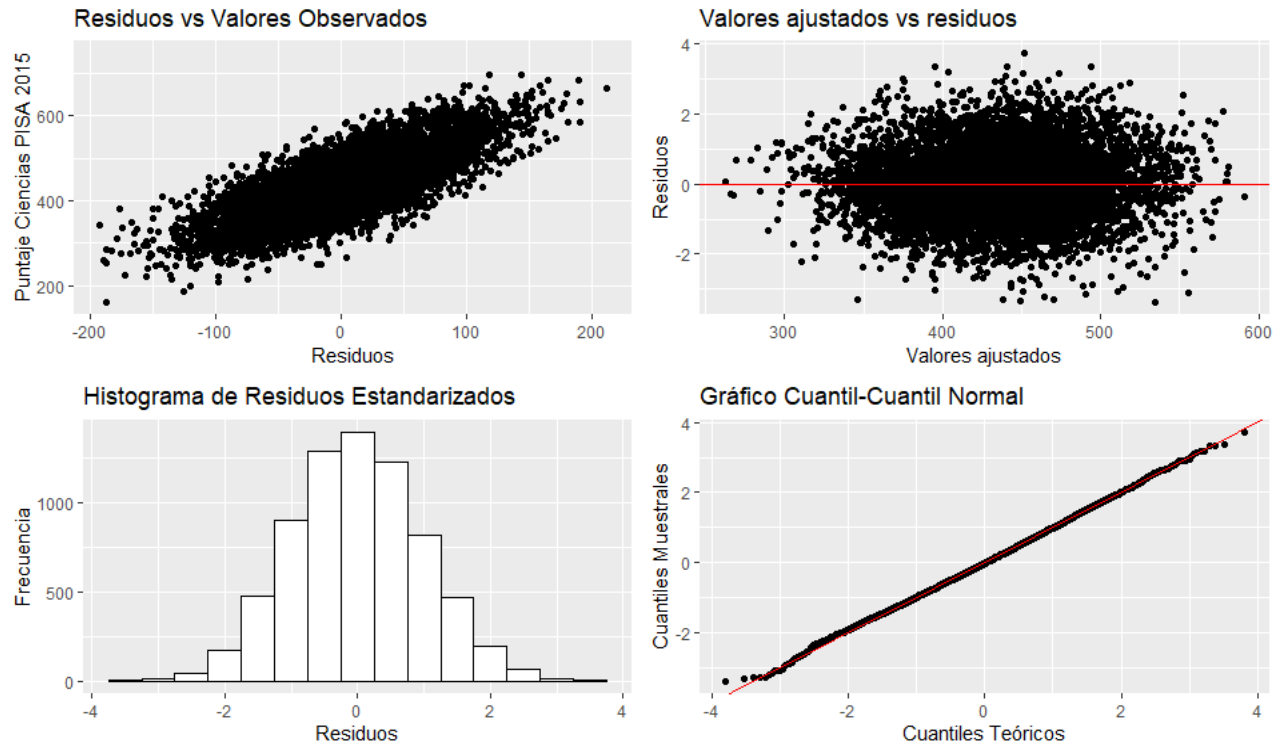 Residuos vs Valores Observados
Puntaje Ciencias PISA 2015
600
400
200
-200 -100 0 100 200
Residuos
Valores ajustados vs residuos
Residuos
4
2
0
-2
300 400 500 600
Valores ajustados
Histograma de Residuos Estandarizados
Frecuencia
1000
500
0
-4 -2 0 2 4
Residuos
Gráfico Cuantil-Cuantil Normal
Cuantiles Muestrales
4
2
0
-2
-4 -2 0 2 4
Cuantiles Teóricos